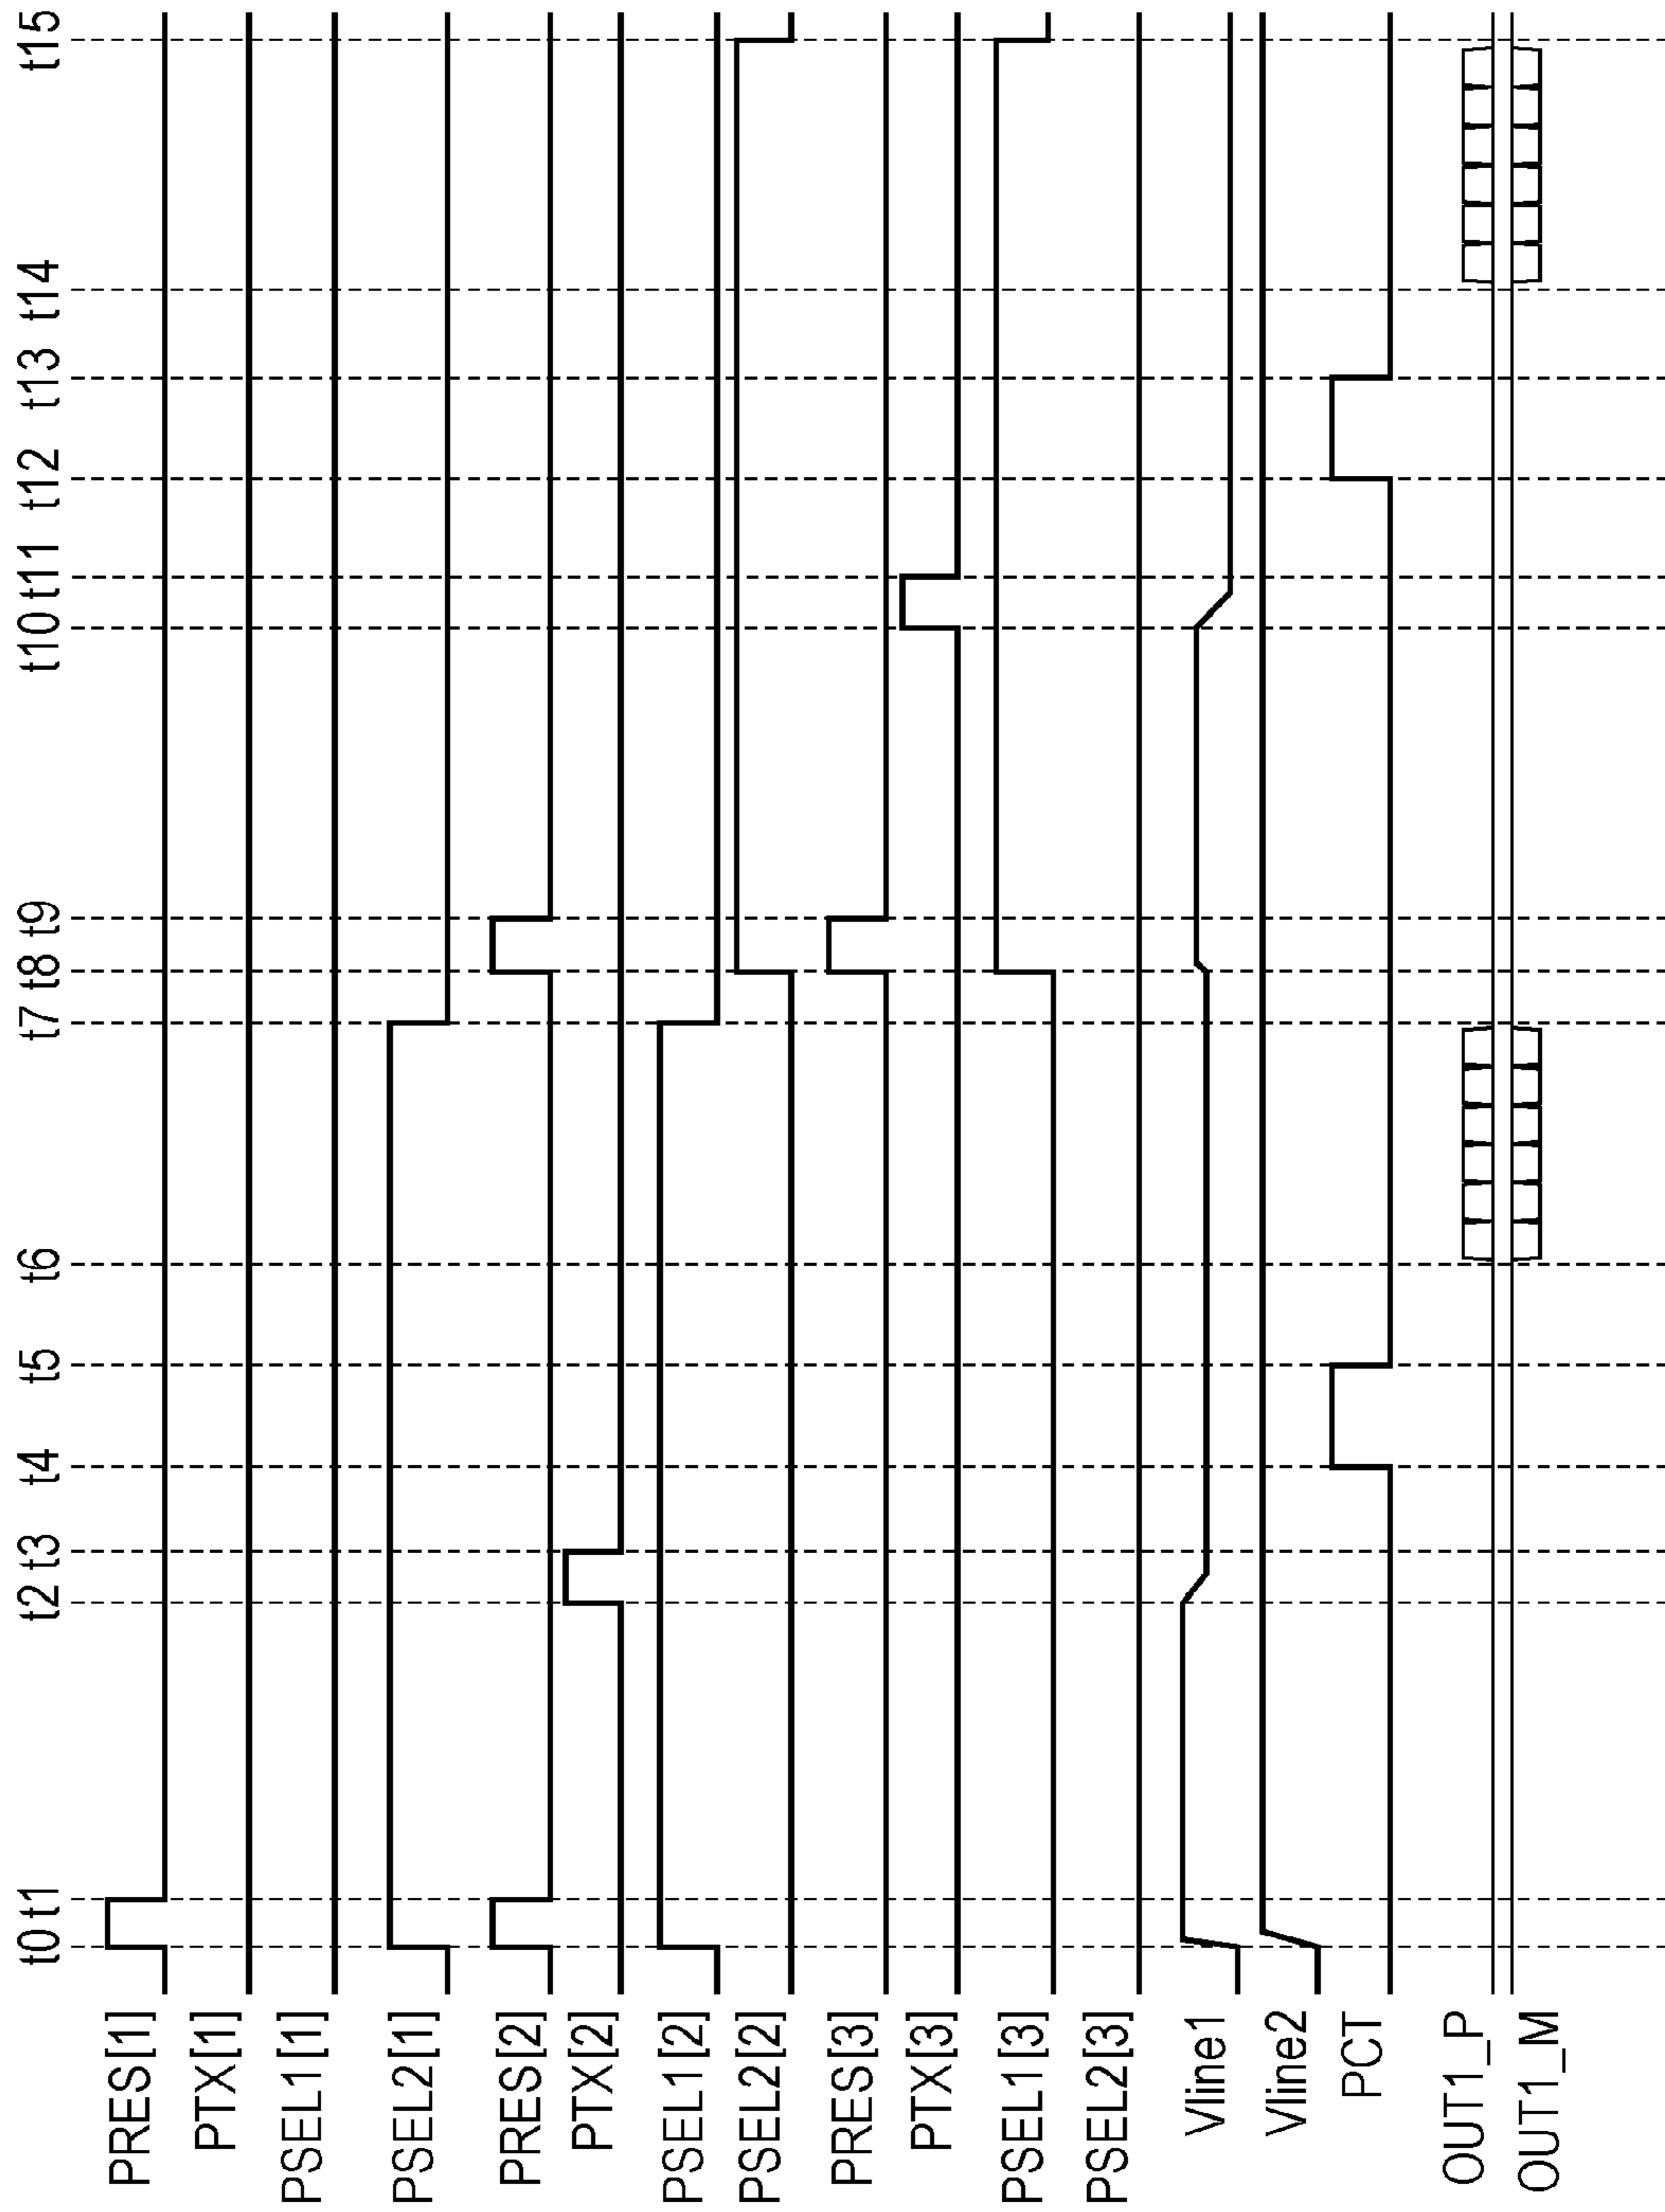 t0 t1 t2 t3 t4 t5 t6 t7 t8 t9 t10 t11 t12 t13 t14 t15
PRES[1]
PTX[1]
PSEL1[1]
PSEL2[1]
PRES[2]
PTX[2]
PSEL1[2]
PSEL2[2]
PRES[3]
PTX[3]
PSEL1[3]
PSEL2[3]
Vline1
Vline2
PCT
OUT1_P
OUT1_M